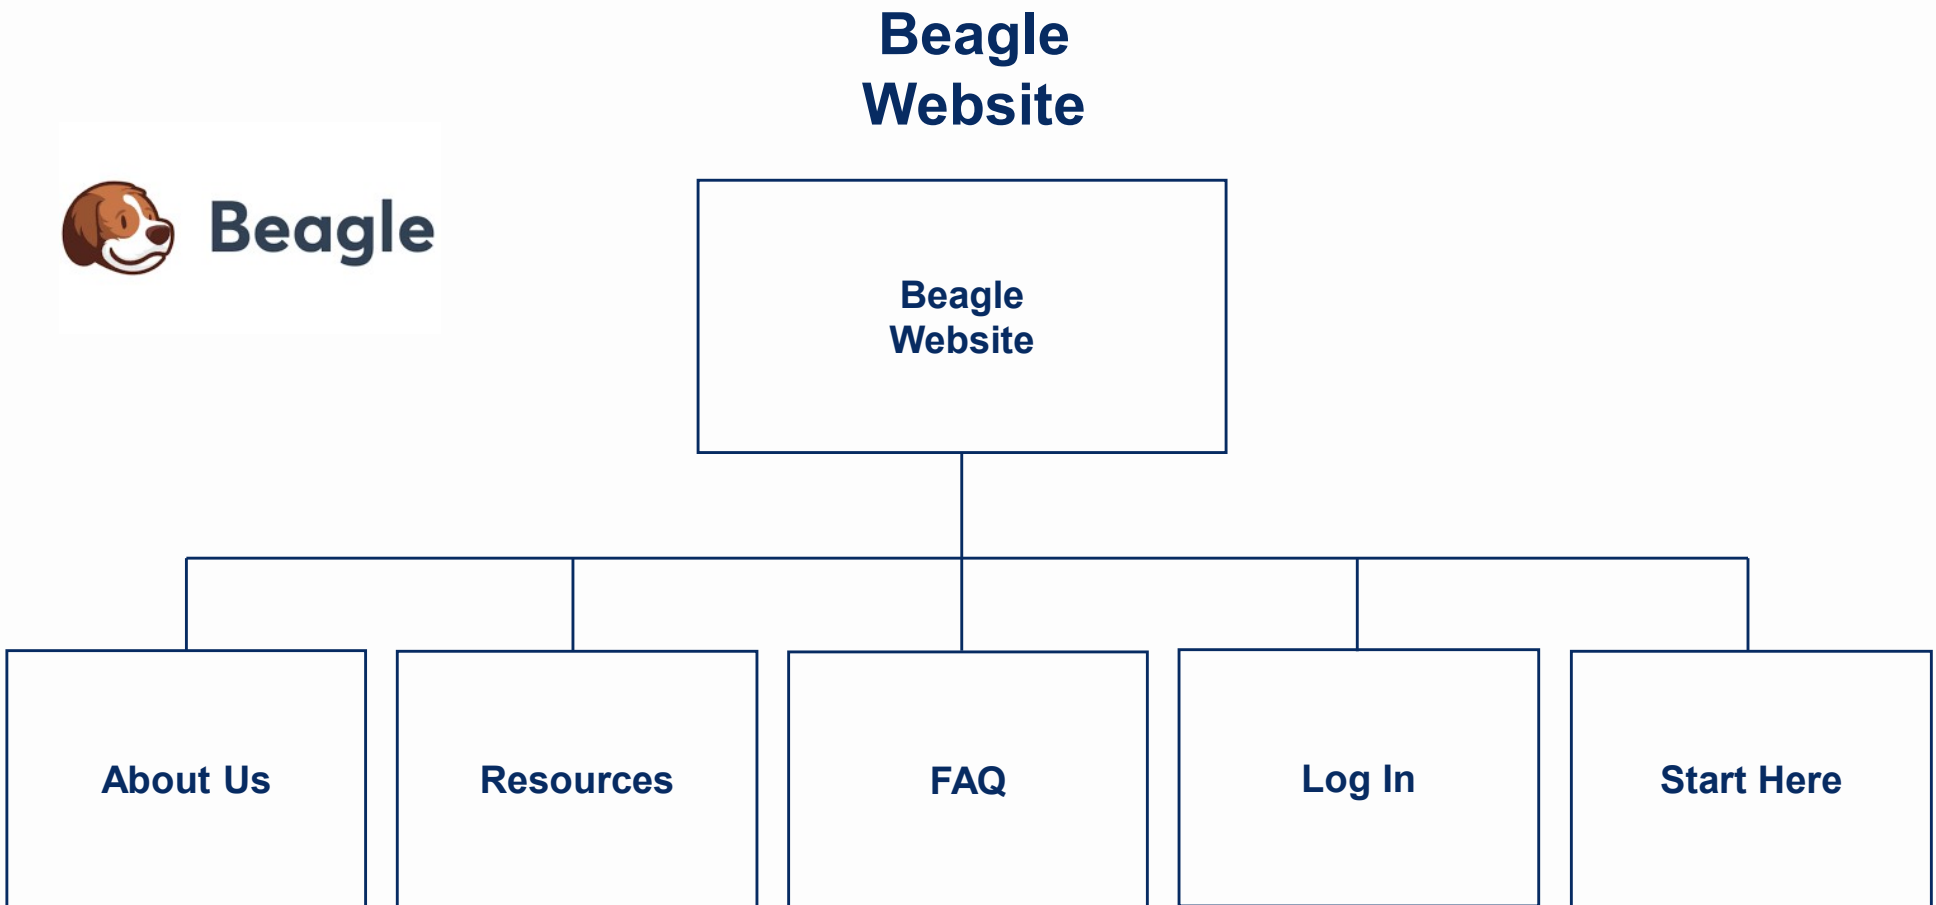 Beagle
Website
Beagle
Beagle
Website
About Us
Resources
FAQ
Log In
Start Here